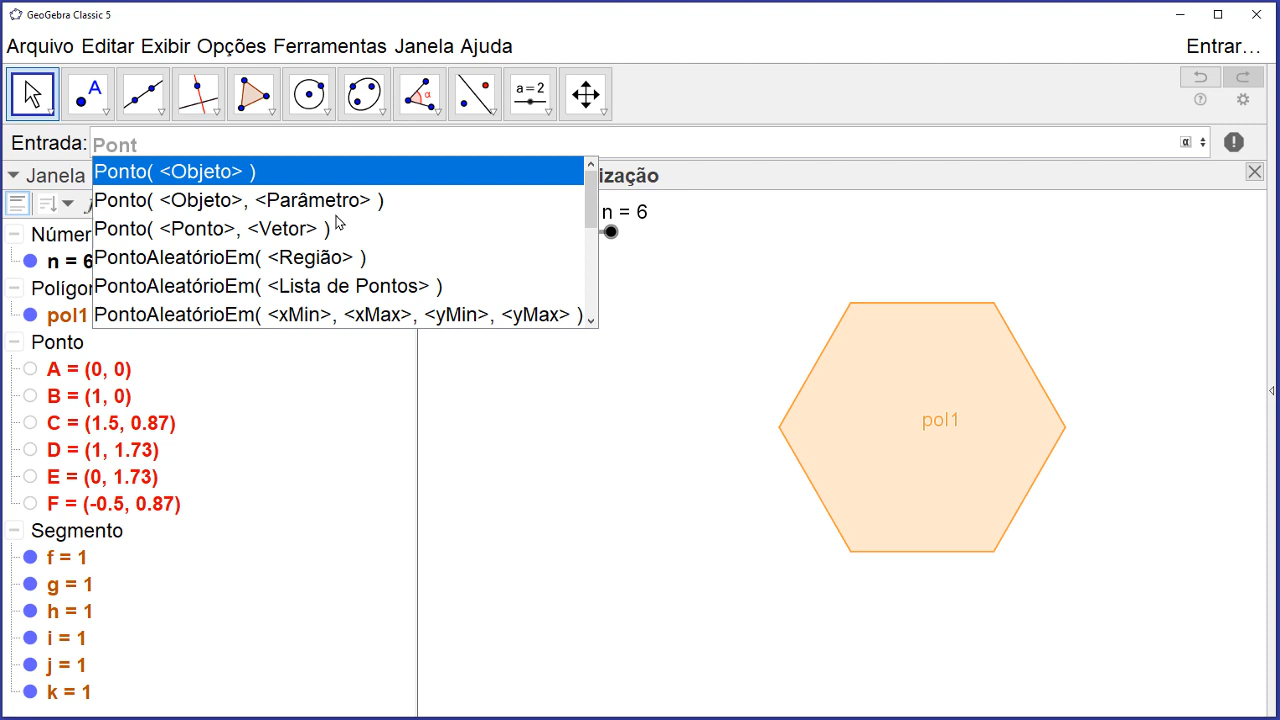 GeoGebra Classic 5
Arquivo Editar Exibir Opções Ferramentas Janela Ajuda
Entrar…
A
α
a=2
Entrada: Pont
α
Ponto( <Objeto> )
Ponto( <Objeto>, <Parâmetro> )
Ponto( <Ponto>, <Vetor> )
PontoAleatórioEm( <Região> )
PontoAleatórioEm( <Lista de Pontos> )
PontoAleatórioEm( <xMin>, <xMax>, <yMin>, <yMax> )
Janela
ização
n = 6
Númer
n = 6
Polígor
pol1
Ponto
A = (0, 0)
B = (1, 0)
C = (1.5, 0.87)
D = (1, 1.73)
E = (0, 1.73)
F = (-0.5, 0.87)
Segmento
f = 1
g = 1
h = 1
i = 1
j = 1
k = 1
pol1